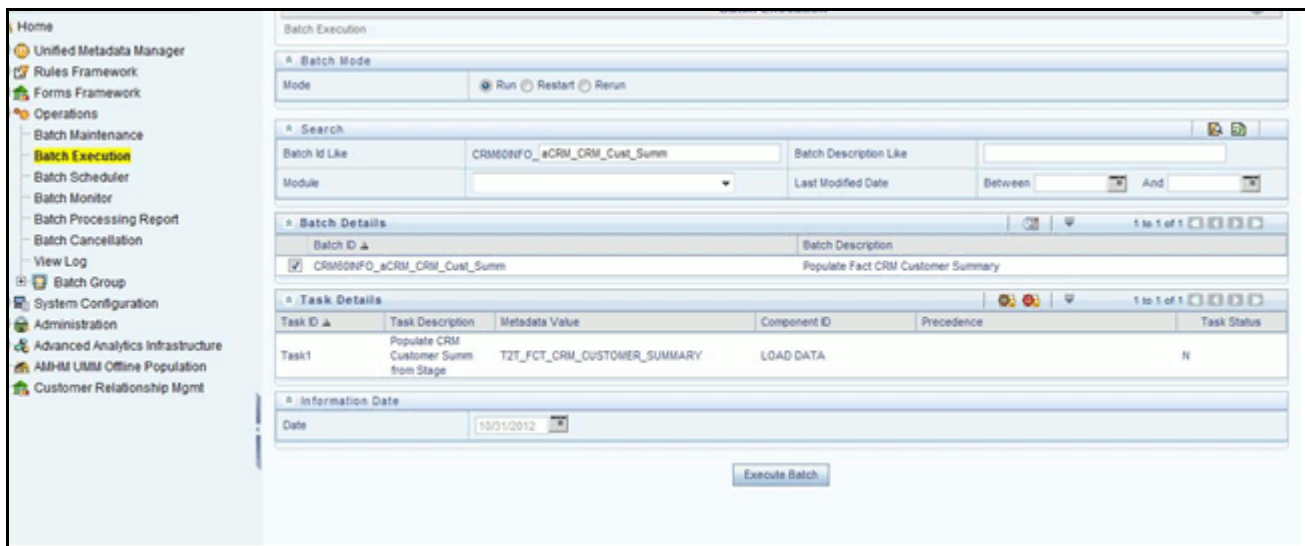 Home
Unified Metadata Manager
Rules Framework
Forms Framework
Operations
Batch Maintenance
Batch Execution
Batch Scheduler
Batch Monitor
Batch Processing Report
Batch Cancellation
View Log
Batch Group
System Configuration
Administration
Advanced Analytics Infrastructure
AMHM UMM Offline Population
Customer Relationship Mgmt
Batch Execution
Batch Mode
Mode Run Restart Rerun
Search
Batch Id Like CRM60INFO_ aCRM_CRM_Cust_Summ Batch Description Like
Module Last Modified Date Between And
Batch Details 1 to 1 of 1
Batch ID Batch Description
CRM60INFO_aCRM_CRM_Cust_Summ Populate Fact CRM Customer Summary
Task Details 1 to 1 of 1
Task ID Task Description Metadata Value Component ID Precedence Task Status
Task1 Populate CRM Customer Summ from Stage T2T_FCT_CRM_CUSTOMER_SUMMARY LOAD DATA N
Information Date
Date 10/31/2012
Execute Batch